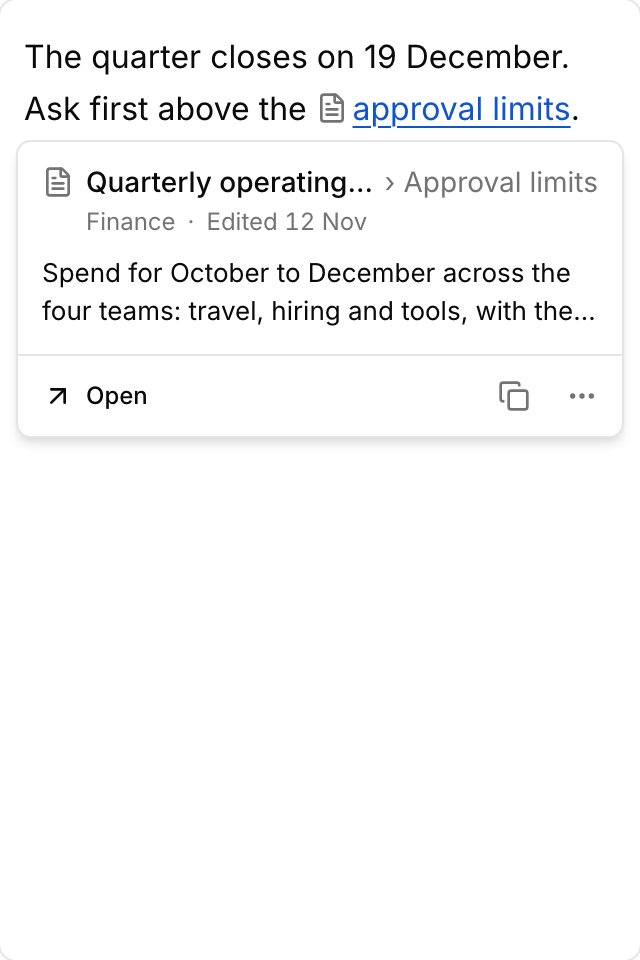 The quarter closes on 19 December.
Ask first above the approval limits.
Quarterly operating... › Approval limits
Finance · Edited 12 Nov
Spend for October to December across the
four teams: travel, hiring and tools, with the...
Open